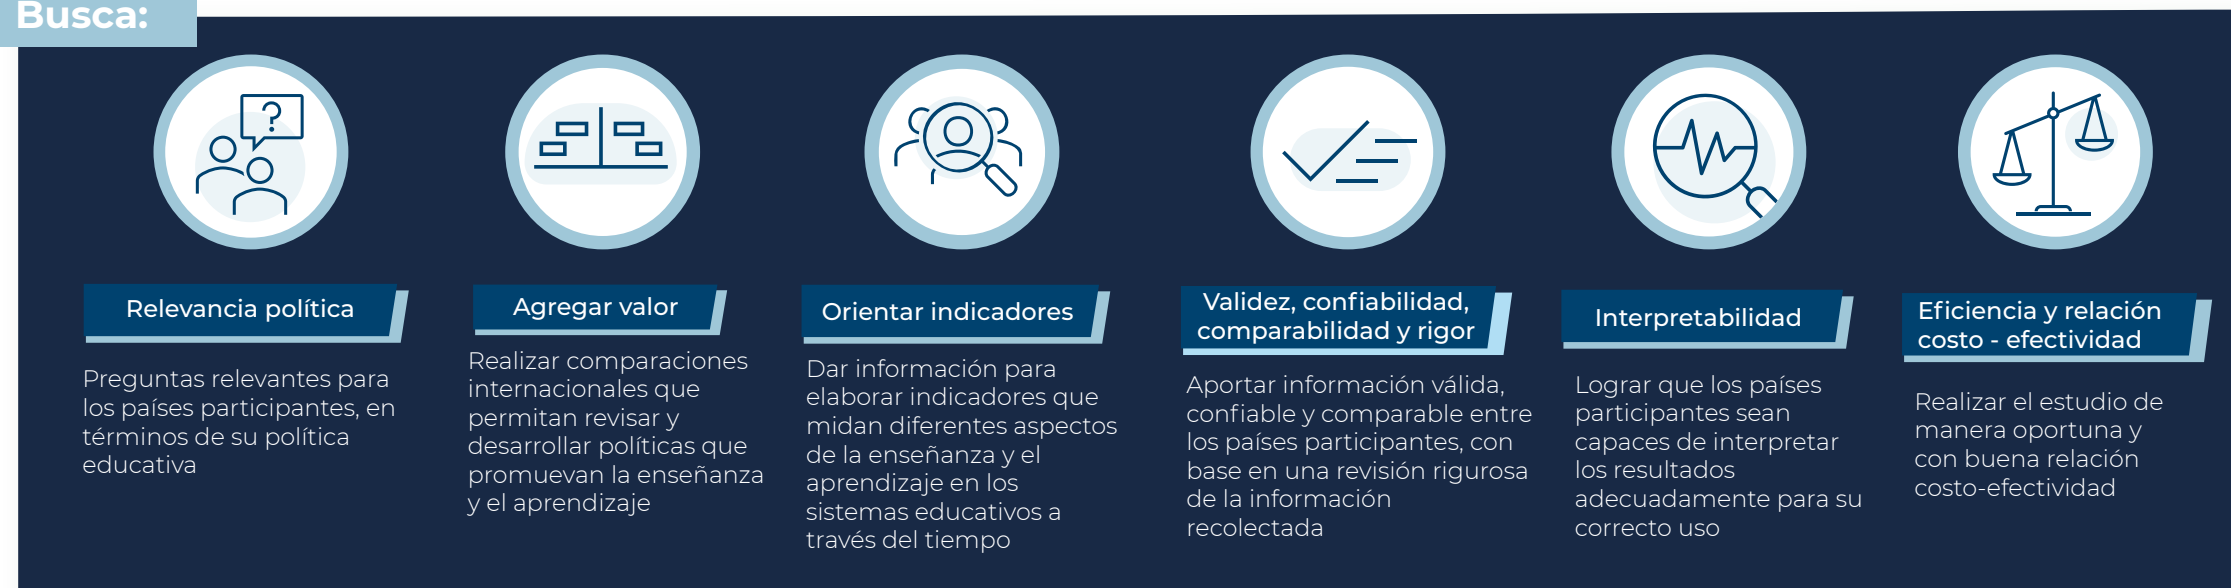 Busca:
?
Relevancia política
Preguntas relevantes para
los países participantes, en
términos de su política
educativa
Agregar valor
Realizar comparaciones
internacionales que
permitan revisar y
desarrollar políticas que
promuevan la enseñanza
y el aprendizaje
Orientar indicadores
Dar información para
elaborar indicadores que
midan diferentes aspectos
de la enseñanza y el
aprendizaje en los
sistemas educativos a
través del tiempo
Validez, confiabilidad,
comparabilidad y rigor
Aportar información válida,
confiable y comparable entre
los países participantes, con
base en una revisión rigurosa
de la información
recolectada
Interpretabilidad
Lograr que los países
participantes sean
capaces de interpretar
los resultados
adecuadamente para su
correcto uso
Eficiencia y relación
costo - efectividad
Realizar el estudio de
manera oportuna y
con buena relación
costo-efectividad